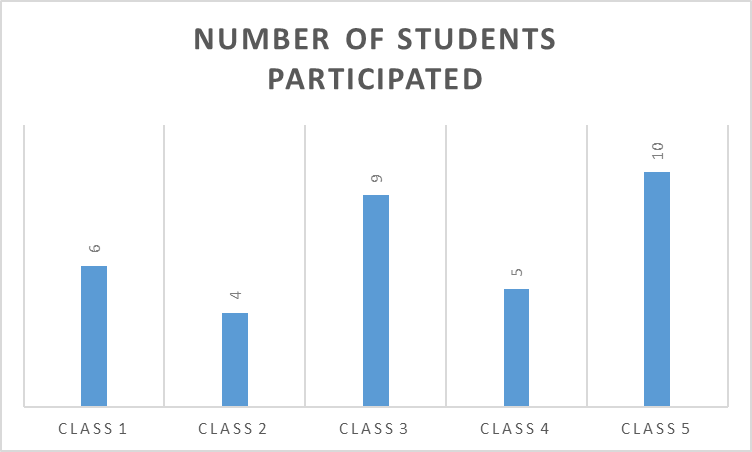 NUMBER OF STUDENTS
PARTICIPATED
6
4
9
5
10
CLASS 1
CLASS 2
CLASS 3
CLASS 4
CLASS 5